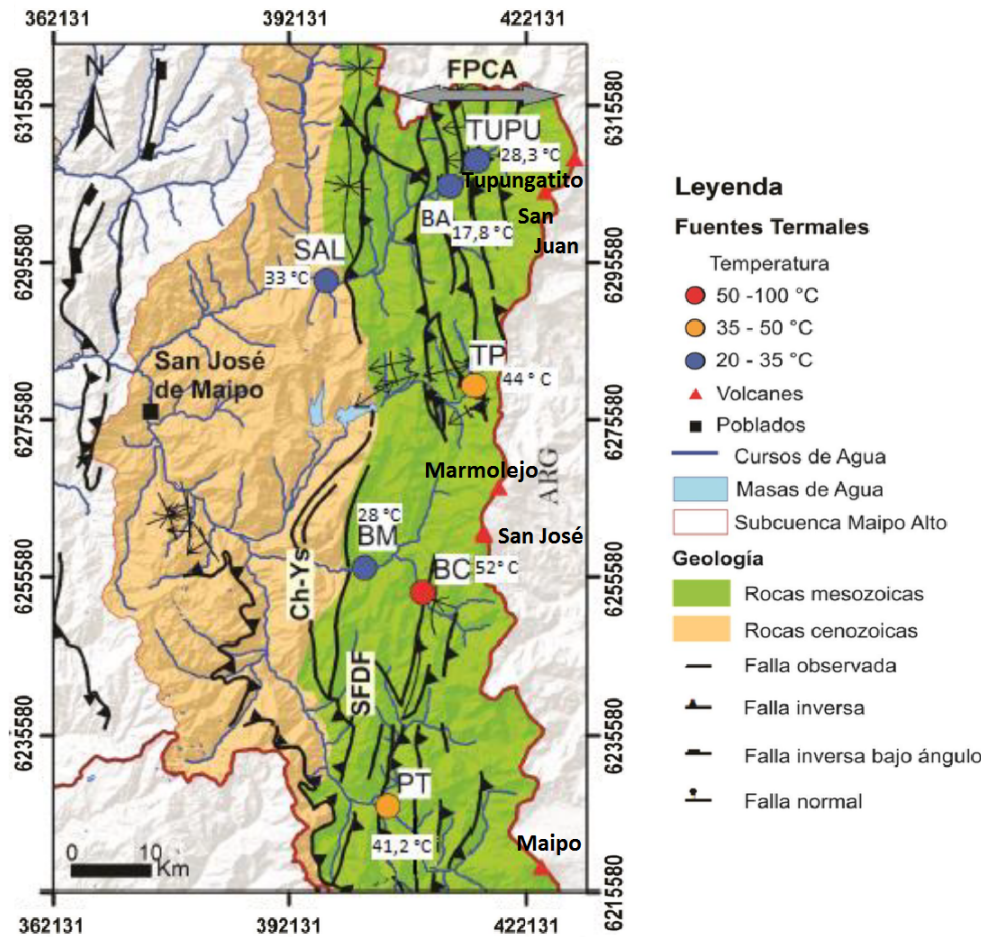 362131
392131
422131
N
FPCA
6315580
6315580
TUPU
28,3 °C
Tupungatito
BA
17,8 °C
San
Juan
SAL
33 °C
6295580
6295580
TP
44 ° C
San José
de Maipo
6275580
6275580
Marmolejo
ARG
28 °C
BM
San José
BC
52° C
6255580
6255580
Ch-Ys
SFDF
6235580
6235580
PT
41,2 °C
Maipo
0
10
Km
6215580
6215580
362131
392131
422131
Leyenda
Fuentes Termales
Temperatura
50 -100 °C
35 - 50 °C
20 - 35 °C
Volcanes
Poblados
Cursos de Agua
Masas de Agua
Subcuenca Maipo Alto
Geología
Rocas mesozoicas
Rocas cenozoicas
Falla observada
Falla inversa
Falla inversa bajo ángulo
Falla normal